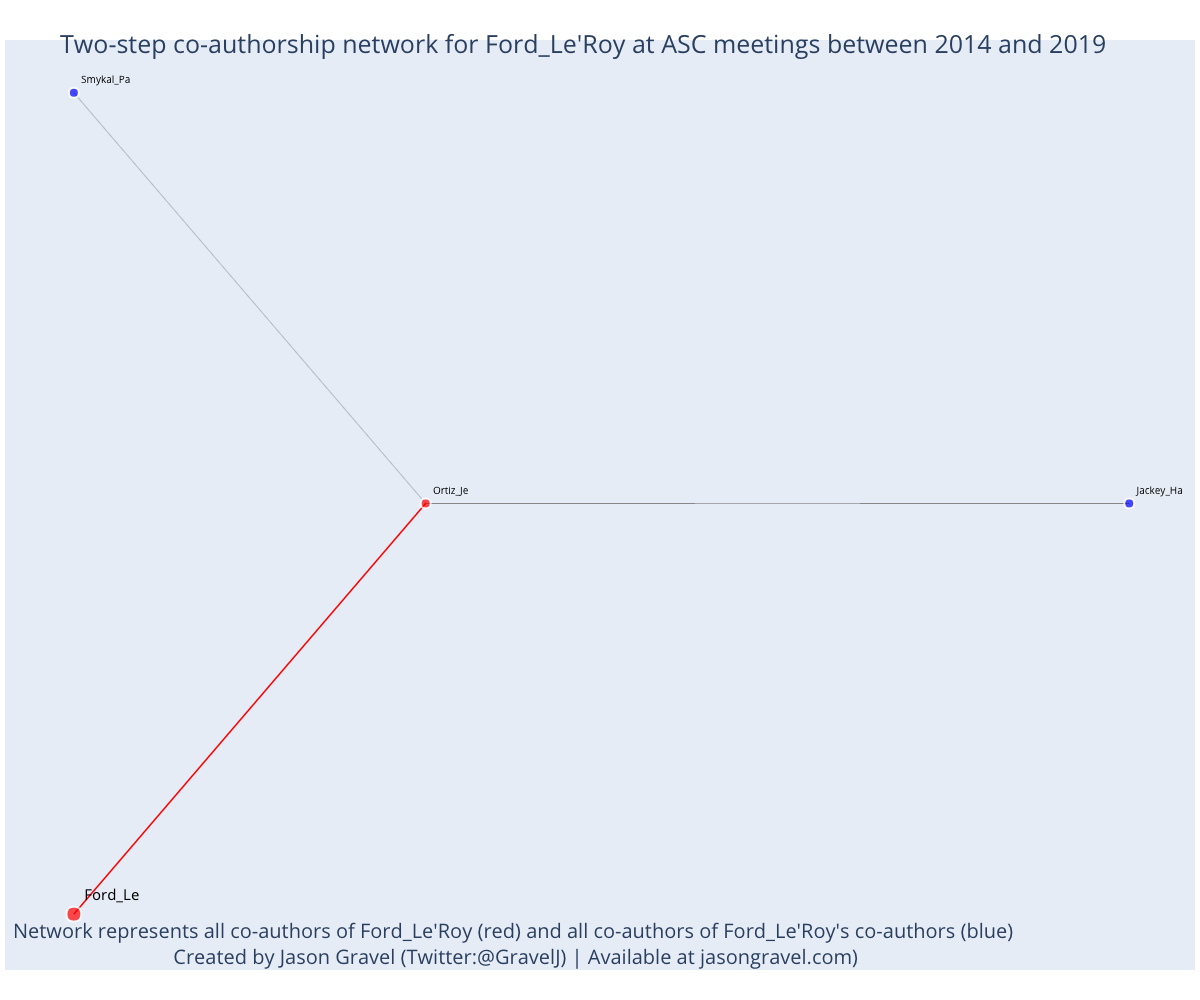 Two-step co-authorship network for Ford_Le'Roy at ASC meetings between 2014 and 2019
Smykal_Pa
Ortiz_Je
Jackey_Ha
Ford_Le
Network represents all co-authors of Ford_Le'Roy (red) and all co-authors of Ford_Le'Roy's co-authors (blue)
Created by Jason Gravel (Twitter:@GravelJ) | Available at jasongravel.com)